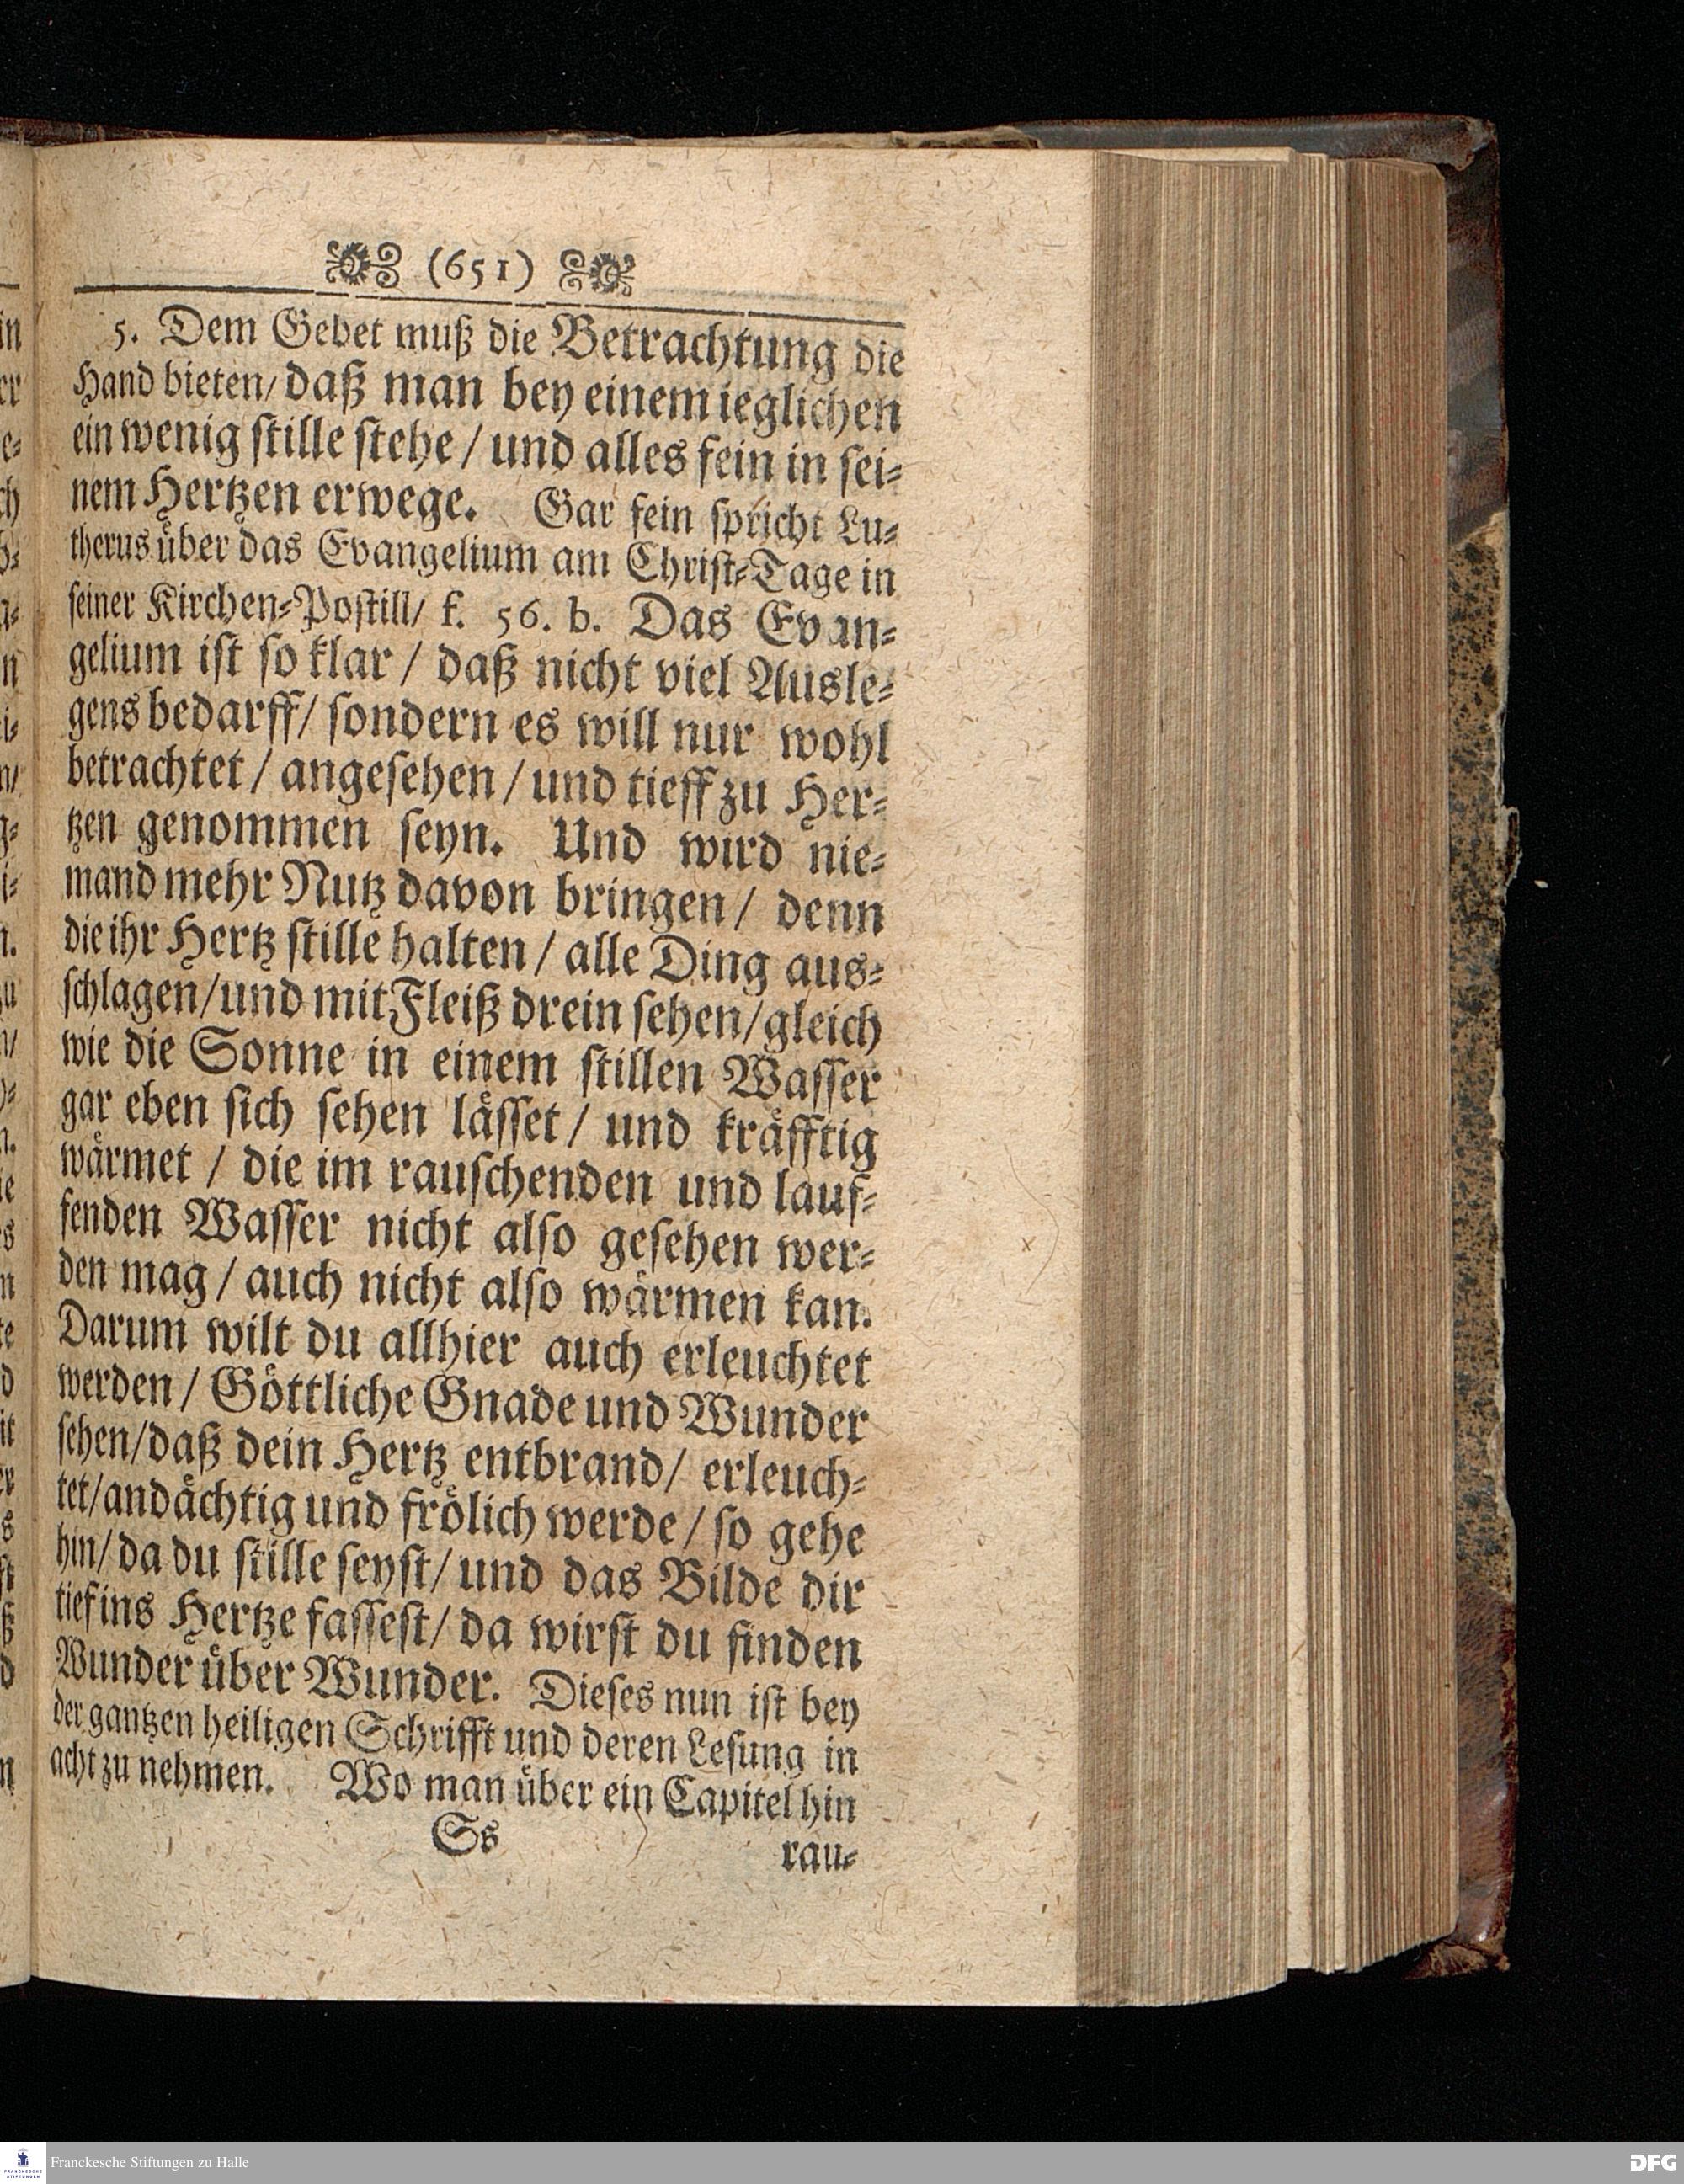 (651)
5. Dem Gebet muß die Betrachtung die
Hand bieten/ daß man bey einem ieglichen
ein wenig stille stehe / und alles fein in sei-
nem Hertzen erwege. Gar fein spricht Lu-
therus über das Evangelium am Christ-Tage in
seiner Kirchen-Postill/ f. 56. b. Das Evan-
gelium ist so klar / daß nicht viel Ausle-
gens bedarff/ sondern es will nur wohl
betrachtet / angesehen / und tieff zu Her-
tzen genommen seyn. Und wird nie-
mand mehr Nutz davon bringen / denn
die ihr Hertz stille halten / alle Ding aus-
schlagen/und mit Fleiß drein sehen/gleich
wie die Sonne in einem stillen Wasser
gar eben sich sehen lässet / und kräfftig
wärmet / die im rauschenden und lauf-
fenden Wasser nicht also gesehen wer-
den mag / auch nicht also wärmen kan.
Darum wilt du allhier auch erleuchtet
werden / Göttliche Gnade und Wunder
sehen/daß dein Hertz entbrand/ erleuch-
tet/andächtig und frölich werde / so gehe
hin/ da du stille seyst/ und das Bilde dir
tief ins Hertze fassest/ da wirst du finden
Wunder über Wunder. Dieses nun ist bey
der gantzen heiligen Schrifft und deren Lesung in
acht zu nehmen. Wo man über ein Capitel hin
Ss rau-
Franckesche Stiftungen zu Halle
DFG